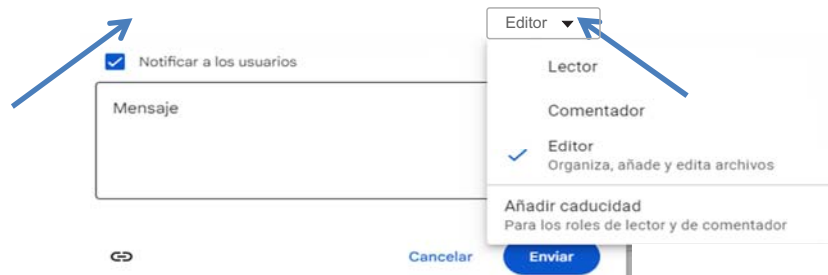 Editor
Notificar a los usuarios
Mensaje
Lector
Comentador
Editor
Organiza, añade y edita archivos
Añadir caducidad
Para los roles de lector y de comentador
Cancelar
Enviar